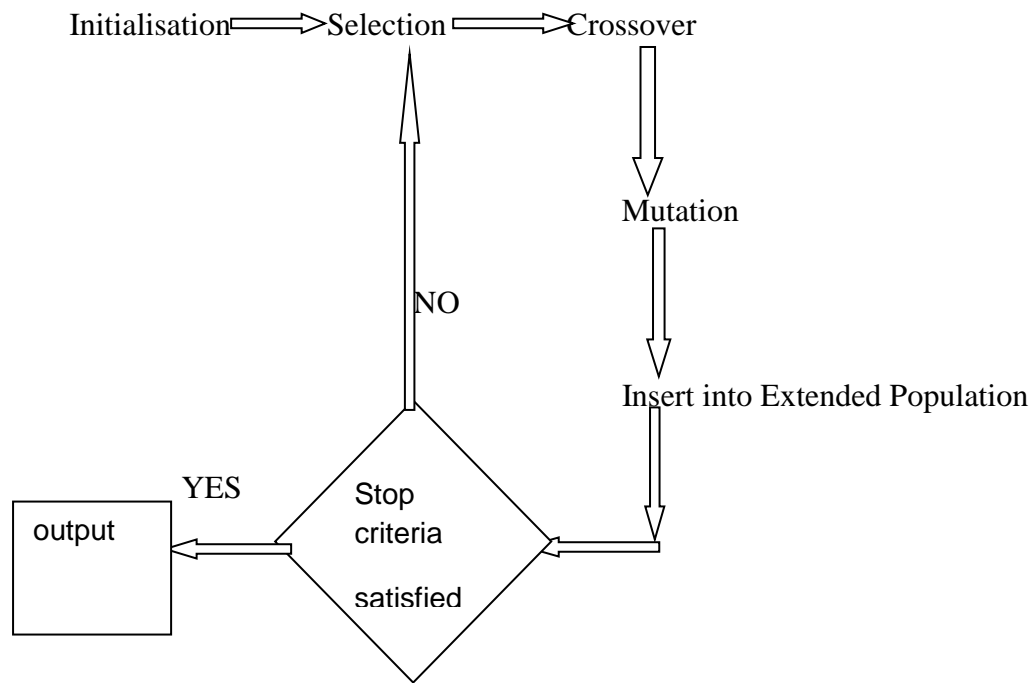 Initialisation
Selection
Crossover
Mutation
NO
Insert into Extended Population
YES
Stop
criteria
satisfied
output